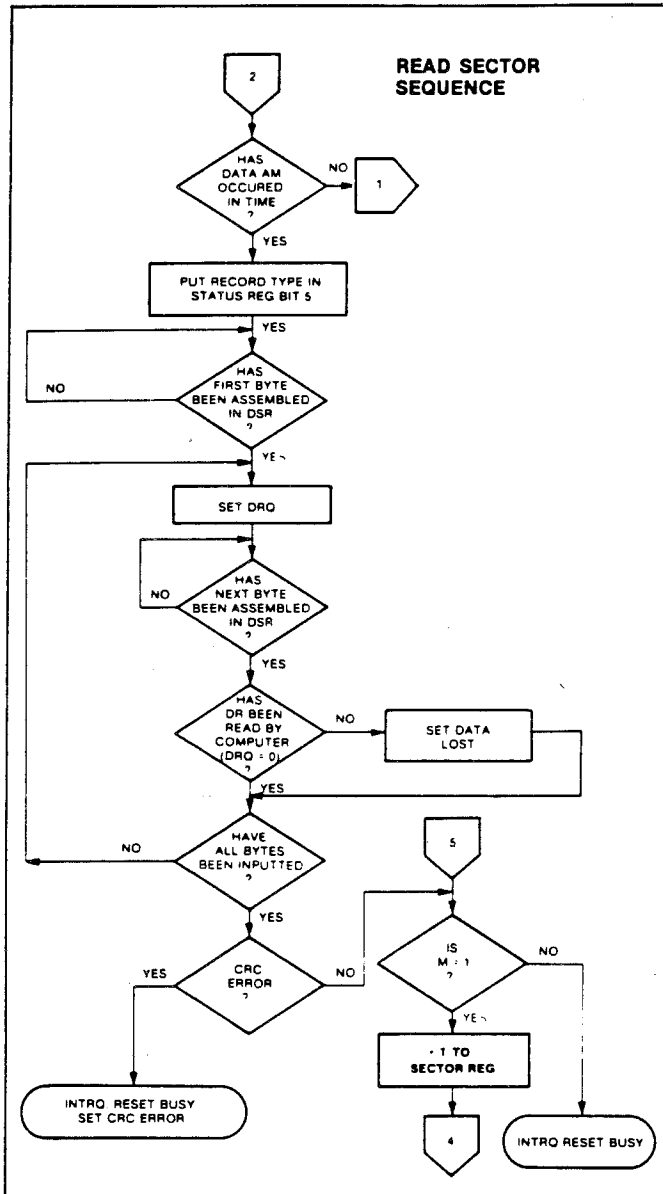 READ SECTOR
SEQUENCE
2
HAS
DATA AM
OCCURED
IN TIME
?
NO
1
YES
PUT RECORD TYPE IN
STATUS REG BIT 5
YES
HAS
FIRST BYTE
BEEN ASSEMBLED
IN DSR
?
NO
YES
SET DRQ
HAS
NEXT BYTE
BEEN ASSEMBLED
IN DSR
?
NO
YES
HAS
DR BEEN
READ BY
COMPUTER
(DRQ = 0)
?
NO
SET DATA
LOST
YES
HAVE
ALL BYTES
BEEN INPUTTED
?
NO
YES
5
CRC
ERROR
?
YES
NO
IS
M = 1
?
NO
YES
+ 1 TO
SECTOR REG
INTRQ RESET BUSY
SET CRC ERROR
4
INTRQ RESET BUSY